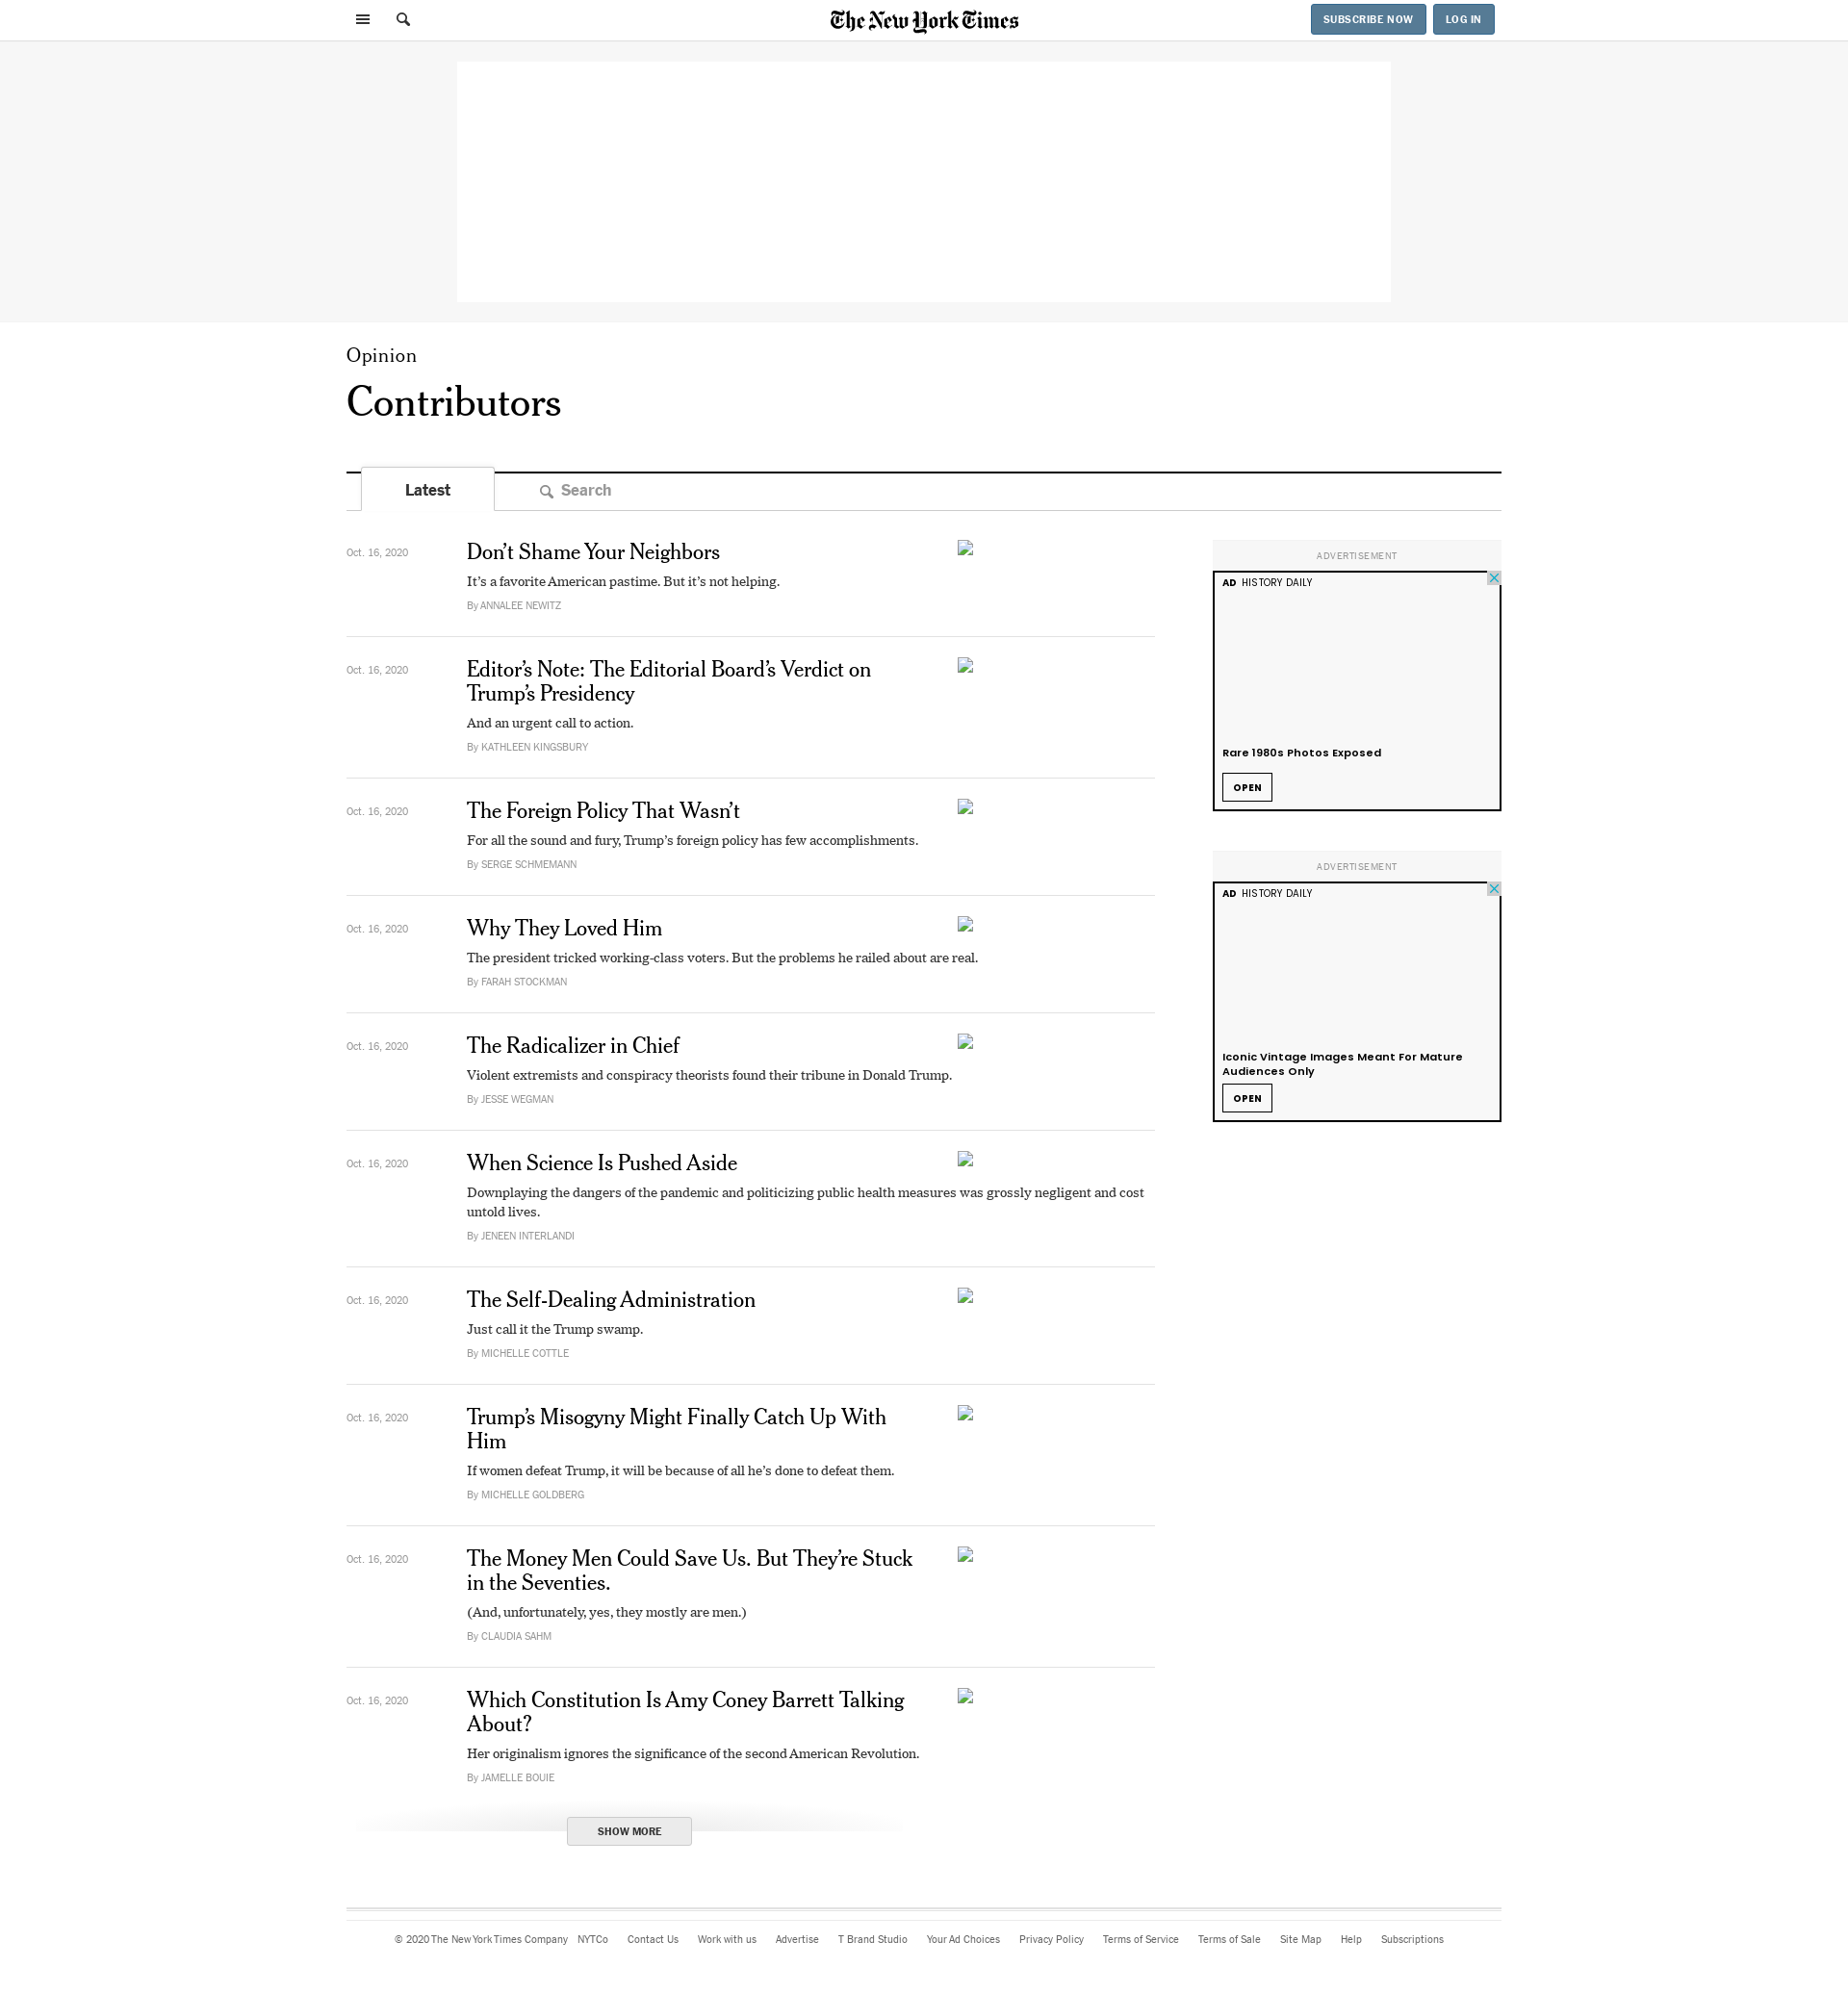 The New York Times
SUBSCRIBE NOW
LOG IN
Opinion
Contributors
Latest
Search
Oct. 16, 2020
Don’t Shame Your Neighbors
It’s a favorite American pastime. But it’s not helping.
By ANNALEE NEWITZ
Oct. 16, 2020
Editor’s Note: The Editorial Board’s Verdict on
Trump’s Presidency
And an urgent call to action.
By KATHLEEN KINGSBURY
Oct. 16, 2020
The Foreign Policy That Wasn’t
For all the sound and fury, Trump’s foreign policy has few accomplishments.
By SERGE SCHMEMANN
Oct. 16, 2020
Why They Loved Him
The president tricked working-class voters. But the problems he railed about are real.
By FARAH STOCKMAN
Oct. 16, 2020
The Radicalizer in Chief
Violent extremists and conspiracy theorists found their tribune in Donald Trump.
By JESSE WEGMAN
Oct. 16, 2020
When Science Is Pushed Aside
Downplaying the dangers of the pandemic and politicizing public health measures was grossly negligent and cost
untold lives.
By JENEEN INTERLANDI
Oct. 16, 2020
The Self-Dealing Administration
Just call it the Trump swamp.
By MICHELLE COTTLE
Oct. 16, 2020
Trump’s Misogyny Might Finally Catch Up With
Him
If women defeat Trump, it will be because of all he’s done to defeat them.
By MICHELLE GOLDBERG
Oct. 16, 2020
The Money Men Could Save Us. But They’re Stuck
in the Seventies.
(And, unfortunately, yes, they mostly are men.)
By CLAUDIA SAHM
Oct. 16, 2020
Which Constitution Is Amy Coney Barrett Talking
About?
Her originalism ignores the significance of the second American Revolution.
By JAMELLE BOUIE
SHOW MORE
ADVERTISEMENT
AD HISTORY DAILY
Rare 1980s Photos Exposed
OPEN
ADVERTISEMENT
AD HISTORY DAILY
Iconic Vintage Images Meant For Mature
Audiences Only
OPEN
© 2020 The New York Times Company NYTCo Contact Us Work with us Advertise T Brand Studio Your Ad Choices Privacy Policy Terms of Service Terms of Sale Site Map Help Subscriptions